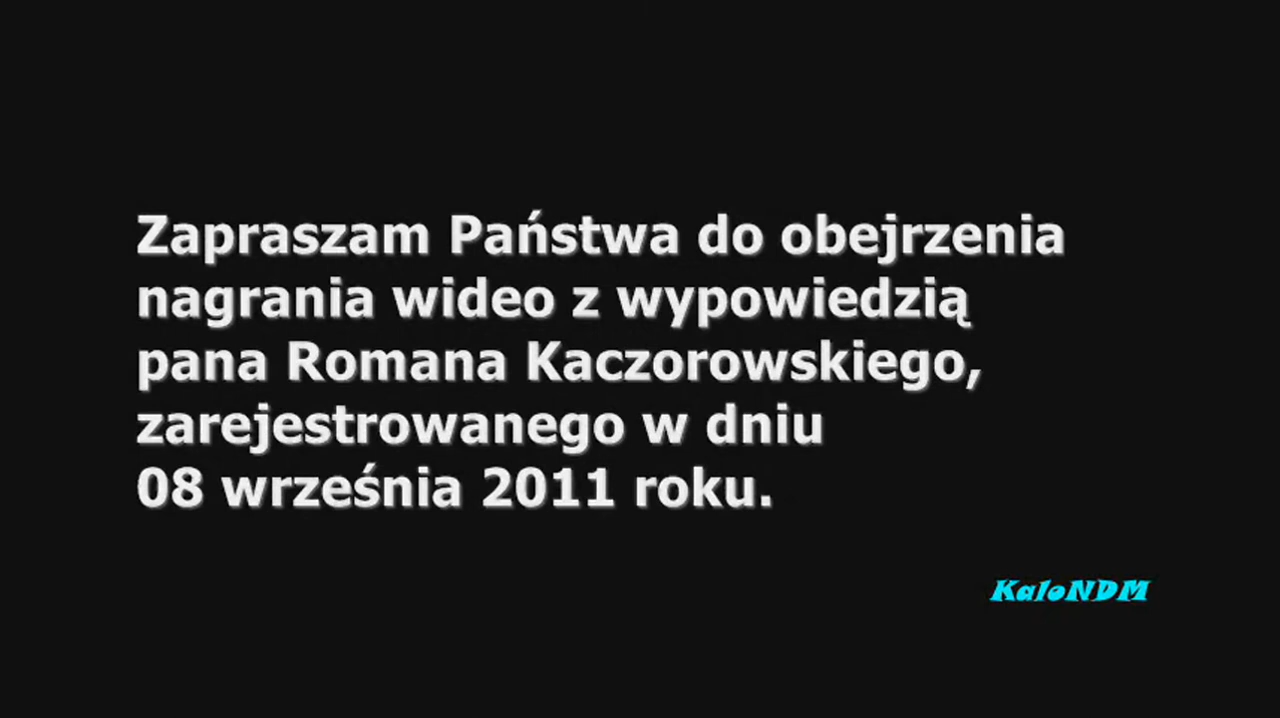 Zapraszam Państwa do obejrzenia
nagrania wideo z wypowiedzią
pana Romana Kaczorowskiego,
zarejestrowanego w dniu
08 września 2011 roku.
KaloNDM